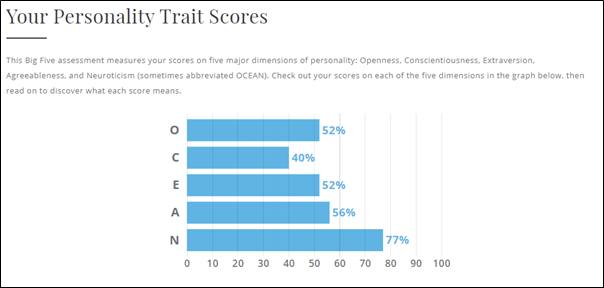 Your Personality Trait Scores
This Big Five assessment measures your scores on five major dimensions of personality: Openness, Conscientiousness, Extraversion,
Agreeableness, and Neuroticism (sometimes abbreviated OCEAN). Check out your scores on each of the five dimensions in the graph below, then
read on to discover what each score means.
O 52%
C 40%
E 52%
A 56%
N 77%
0 10 20 30 40 50 60 70 80 90 100